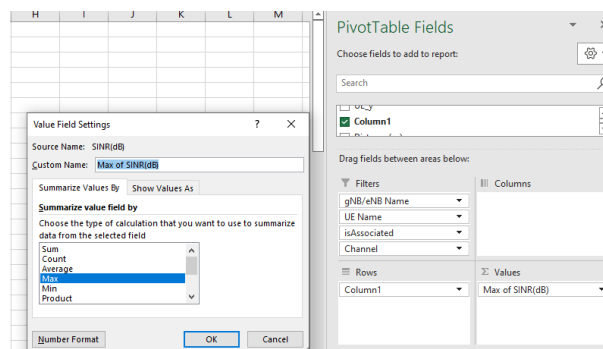 H I J K L M
PivotTable Fields
Choose fields to add to report:
Search
UE_y
Column1
Drag fields between areas below:
Filters
Columns
gNB/eNB Name
UE Name
isAssociated
Channel
Rows
Values
Column1
Max of SINR(dB)
Value Field Settings ? ×
Source Name: SINR(dB)
Custom Name: Max of SINR(dB)
Summarize Values By Show Values As
Summarize value field by
Choose the type of calculation that you want to use to summarize
data from the selected field
Sum
Count
Average
Max
Min
Product
Number Format OK Cancel